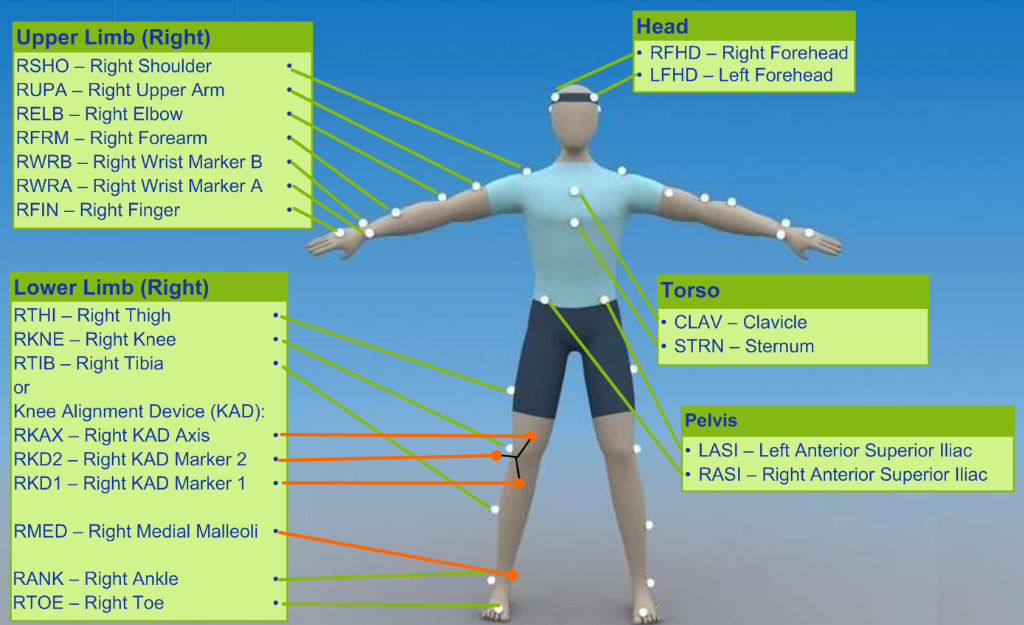 Upper Limb (Right)
RSHO – Right Shoulder •
RUPA – Right Upper Arm •
RELB – Right Elbow •
RFRM – Right Forearm •
RWRB – Right Wrist Marker B •
RWRA – Right Wrist Marker A •
RFIN – Right Finger •
Head
• RFHD – Right Forehead
• LFHD – Left Forehead
Lower Limb (Right)
RTHI – Right Thigh •
RKNE – Right Knee •
RTIB – Right Tibia •
or
Knee Alignment Device (KAD):
RKAX – Right KAD Axis •
RKD2 – Right KAD Marker 2 •
RKD1 – Right KAD Marker 1 •
RMED – Right Medial Malleoli •
RANK – Right Ankle •
RTOE – Right Toe •
Torso
• CLAV – Clavicle
• STRN – Sternum
Pelvis
• LASI – Left Anterior Superior Iliac
• RASI – Right Anterior Superior Iliac